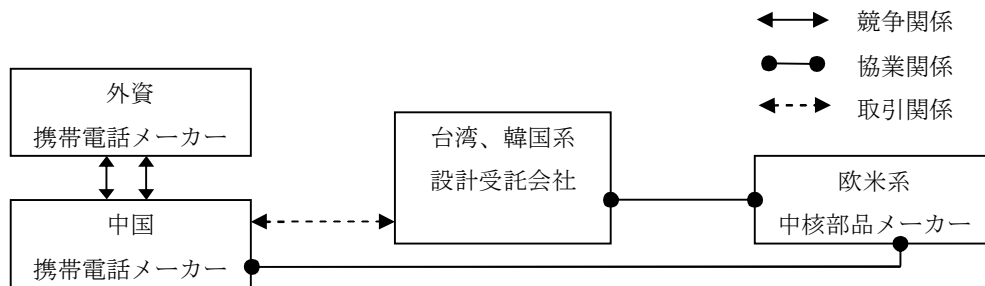 競争関係
協業関係
取引関係
外資
携帯電話メーカー
台湾、韓国系
設計受託会社
欧米系
中核部品メーカー
中国
携帯電話メーカー